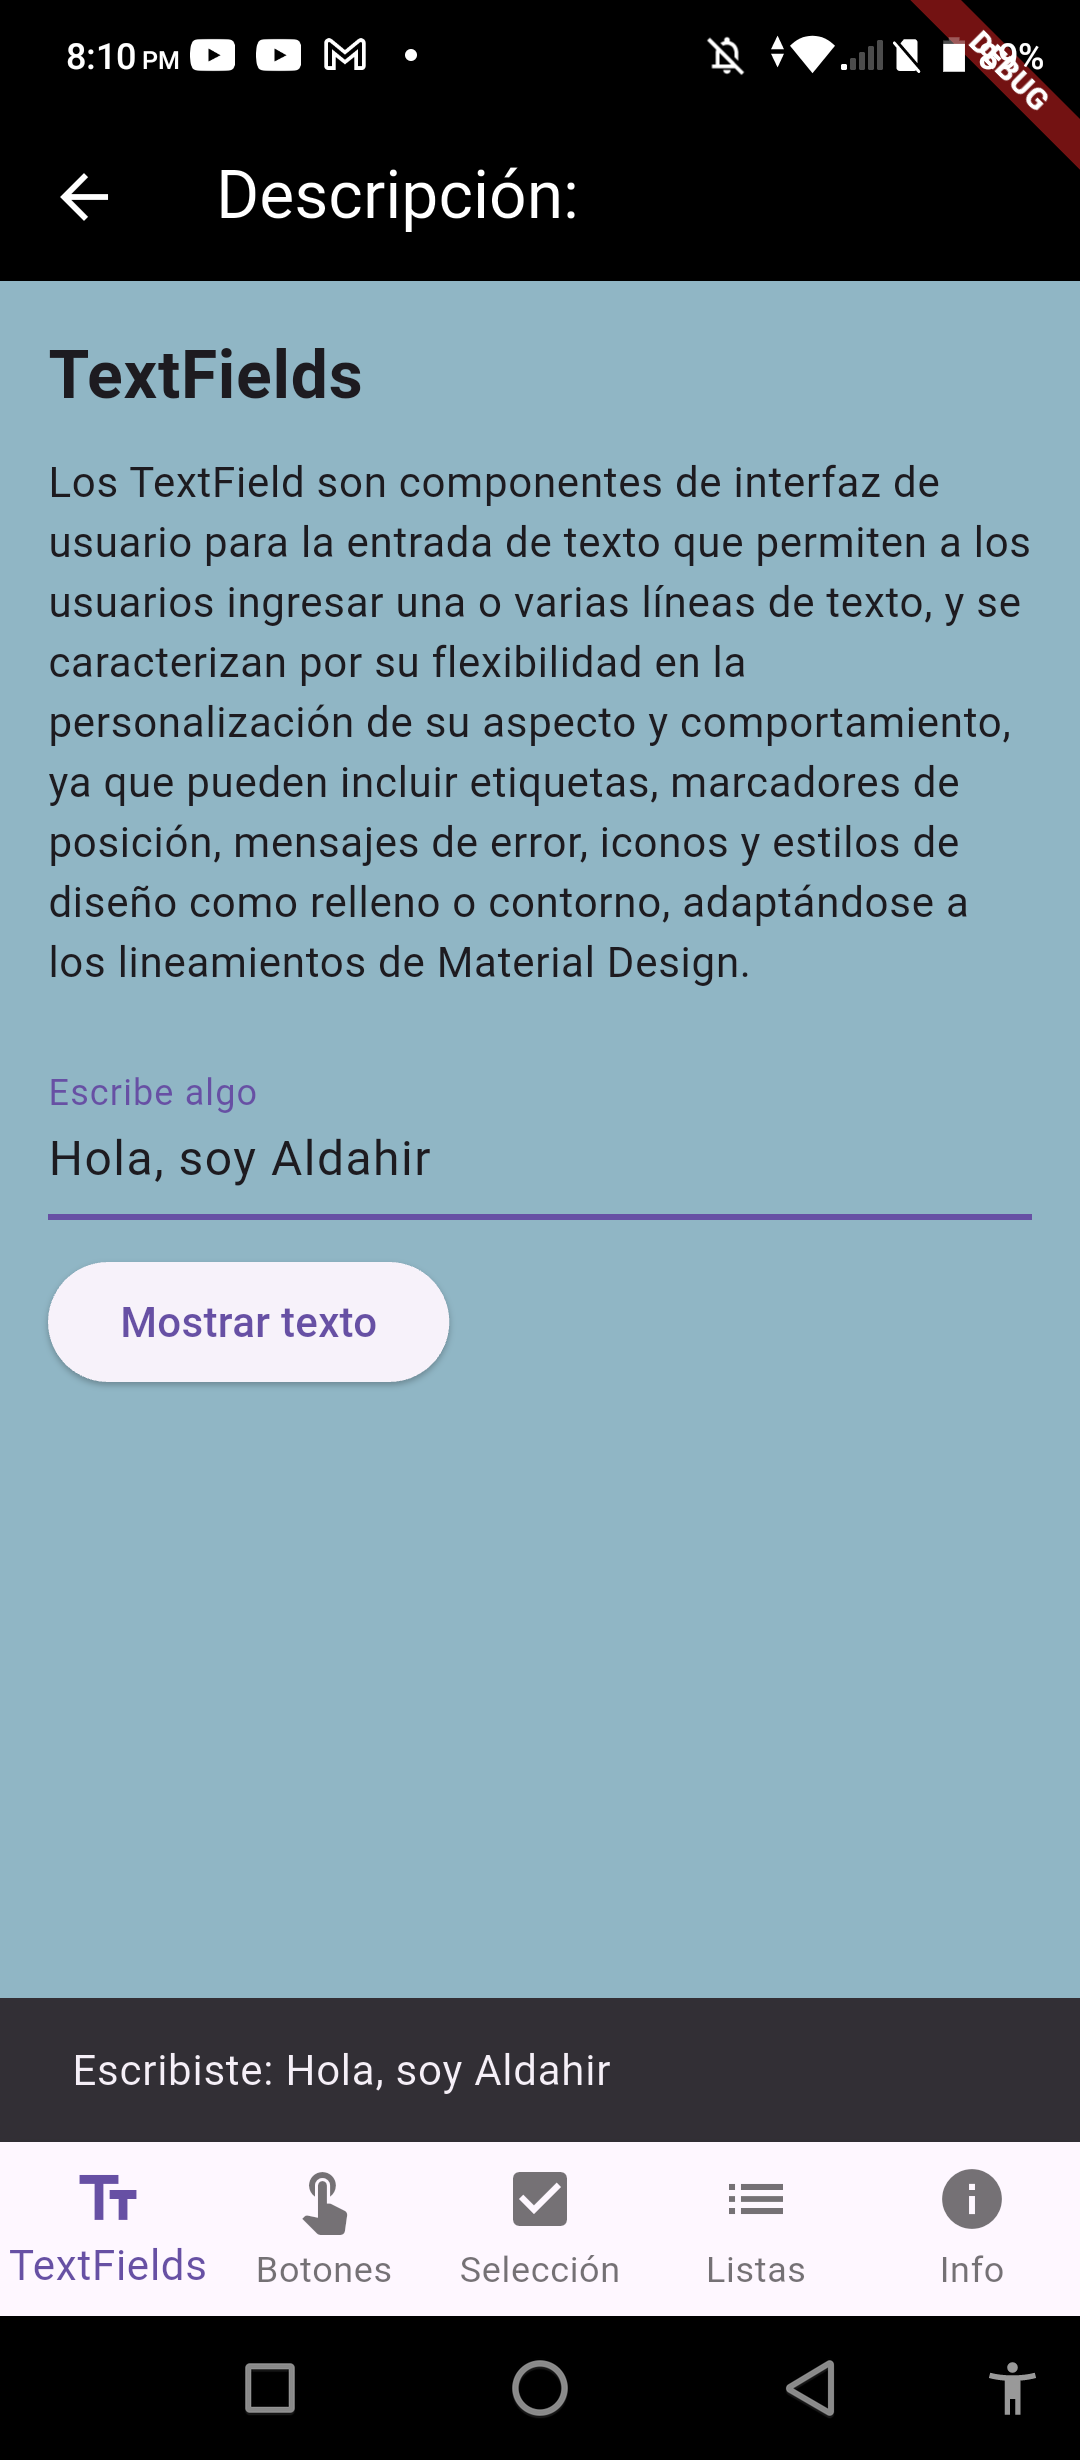 8:10 PM
DEBUG
Descripción:
TextFields
Los TextField son componentes de interfaz de
usuario para la entrada de texto que permiten a los
usuarios ingresar una o varias líneas de texto, y se
caracterizan por su flexibilidad en la
personalización de su aspecto y comportamiento,
ya que pueden incluir etiquetas, marcadores de
posición, mensajes de error, iconos y estilos de
diseño como relleno o contorno, adaptándose a
los lineamientos de Material Design.
Escribe algo
Hola, soy Aldahir
Mostrar texto
Escribiste: Hola, soy Aldahir
TextFields
Botones
Selección
Listas
Info